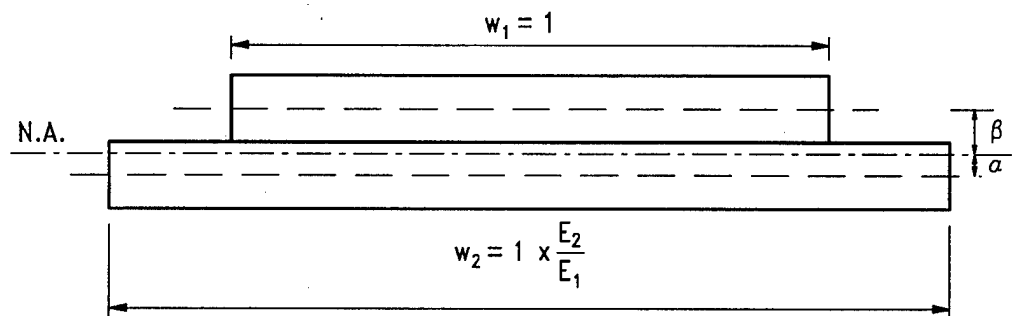 w₁ = 1
N.A.
β
α
w₂ = 1 x E₂/E₁